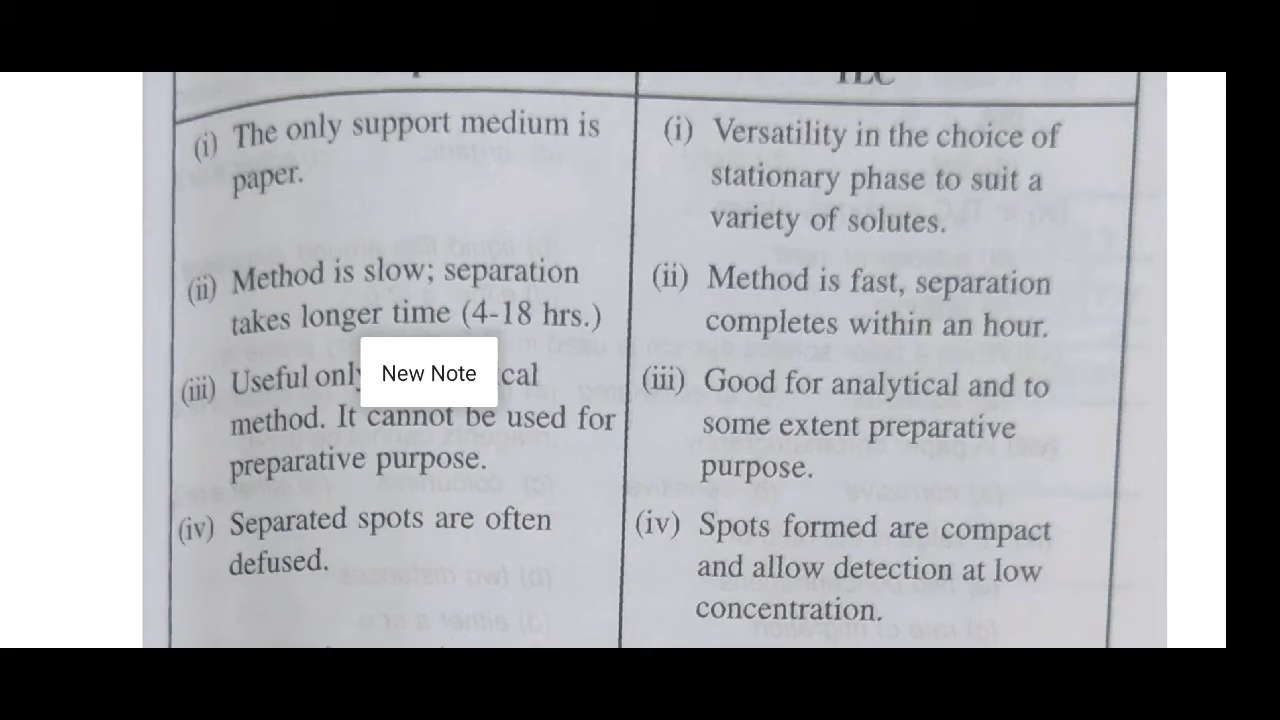 TLC
(i) The only support medium is
paper.
(ii) Method is slow; separation
takes longer time (4-18 hrs.)
(iii) Useful only
New Note
method. It cannot be used for
preparative purpose.
(iv) Separated spots are often
defused.
(i) Versatility in the choice of
stationary phase to suit a
variety of solutes.
(ii) Method is fast, separation
completes within an hour.
(iii) Good for analytical and to
some extent preparative
purpose.
(iv) Spots formed are compact
and allow detection at low
concentration.